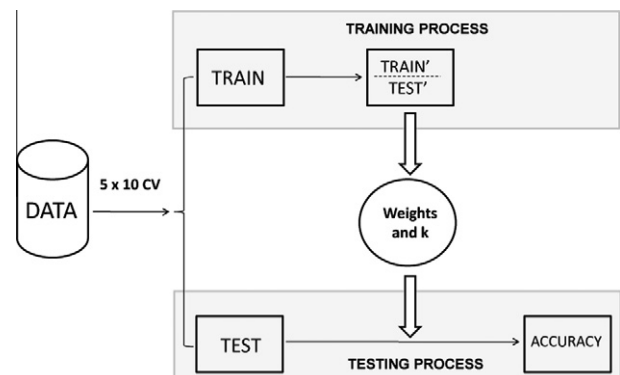 TRAINING PROCESS
TRAIN
TRAIN'
TEST'
5 x 10 CV
DATA
Weights
and k
TEST
ACCURACY
TESTING PROCESS